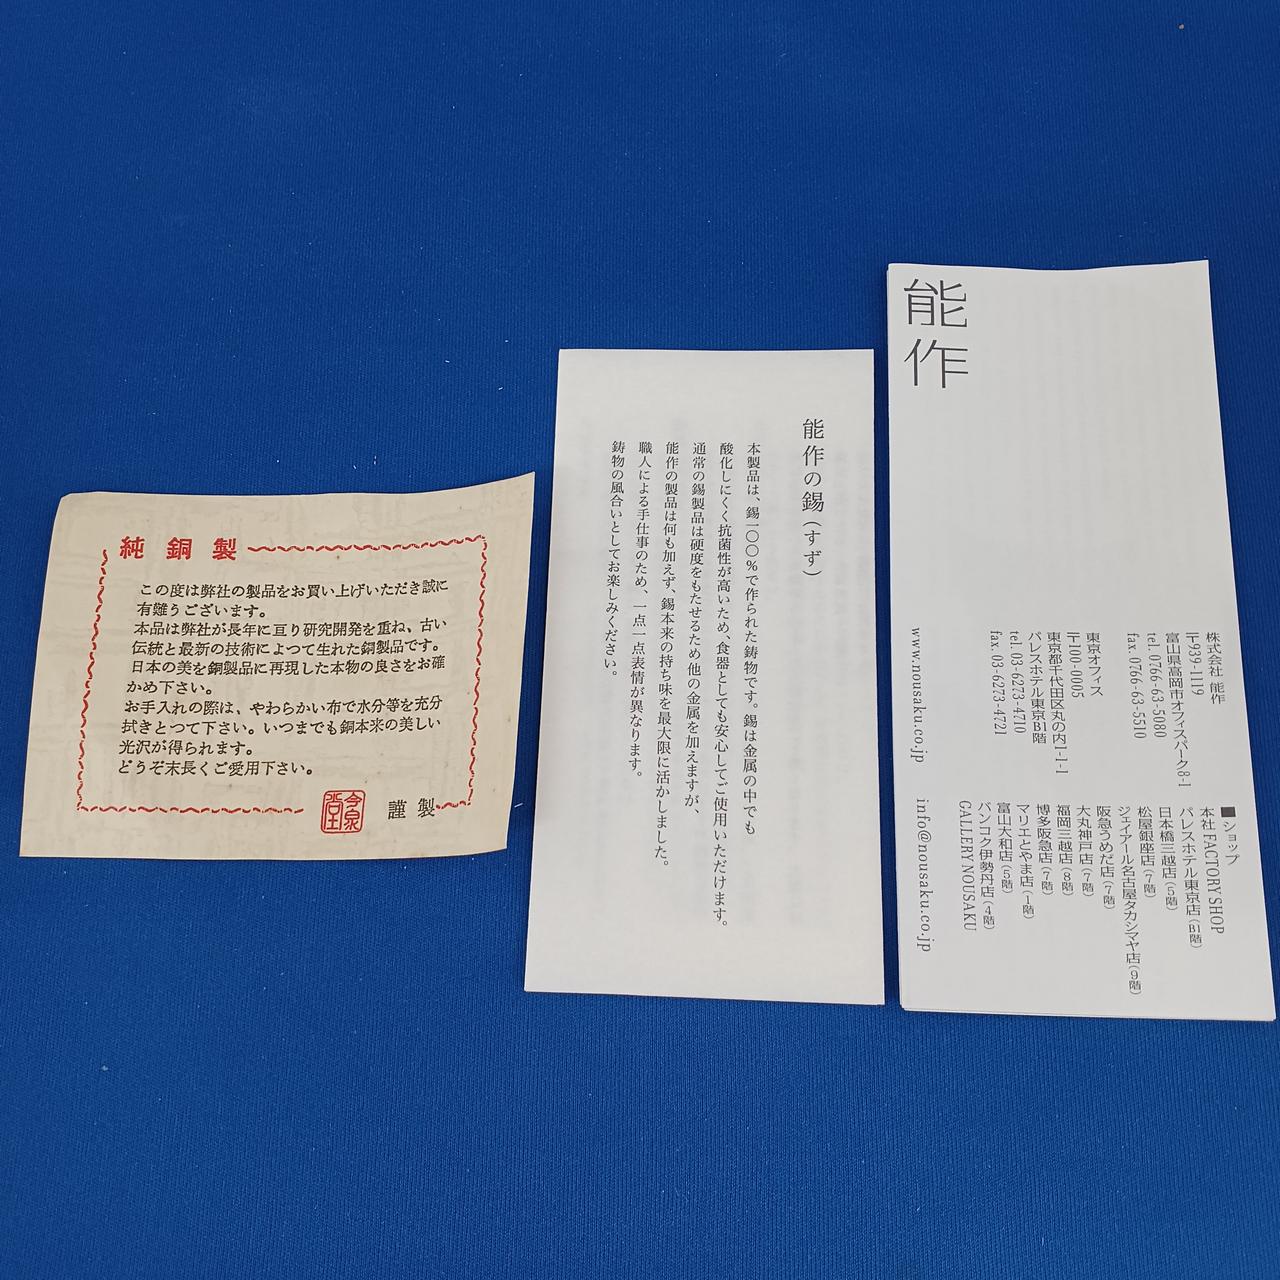 純銅製
この度は弊社の製品をお買い上げいただき誠に
有難うございます。
本品は弊社が長年に亘り研究開発を重ね、古い
伝統と最新の技術によつて生れた銅製品です。
日本の美を銅製品に再現した本物の良さをお確
かめ下さい。
お手入れの際は、やわらかい布で水分等を充分
拭きとつて下さい。いつまでも銅本来の美しい
光沢が得られます。
どうぞ末長くご愛用下さい。
今泉堂
謹製
能作の錫(すず)
本製品は、錫一〇〇%で作られた鋳物です。錫は金属の中でも
酸化しにくく抗菌性が高いため、食器としても安心してご使用いただけます。
通常の錫製品は硬度をもたせるため他の金属を加えますが、
能作の製品は何も加えず、錫本来の持ち味を最大限に活かしました。
職人による手仕事のため、一点一点表情が異なります。
鋳物の風合いとしてお楽しみください。
能作
株式会社 能作
〒939-1119
富山県高岡市オフィスパーク8-1
tel. 0766-63-5080
fax. 0766-63-5510
東京オフィス
〒100-0005
東京都千代田区丸の内1-1-1
パレスホテル東京B1階
tel. 03-6273-4710
fax. 03-6273-4721
www.nousaku.co.jp
■ショップ
本社FACTORY SHOP
パレスホテル東京店(B1階)
日本橋三越店(5階)
松屋銀座店(7階)
ジェイアール名古屋タカシマヤ店(9階)
阪急うめだ店(7階)
大丸神戸店(7階)
福岡三越店(8階)
博多阪急店(7階)
マリエとやま店(1階)
富山大和店(5階)
バンコク伊勢丹店(4階)
GALLERY NOUSAKU
info@nousaku.co.jp